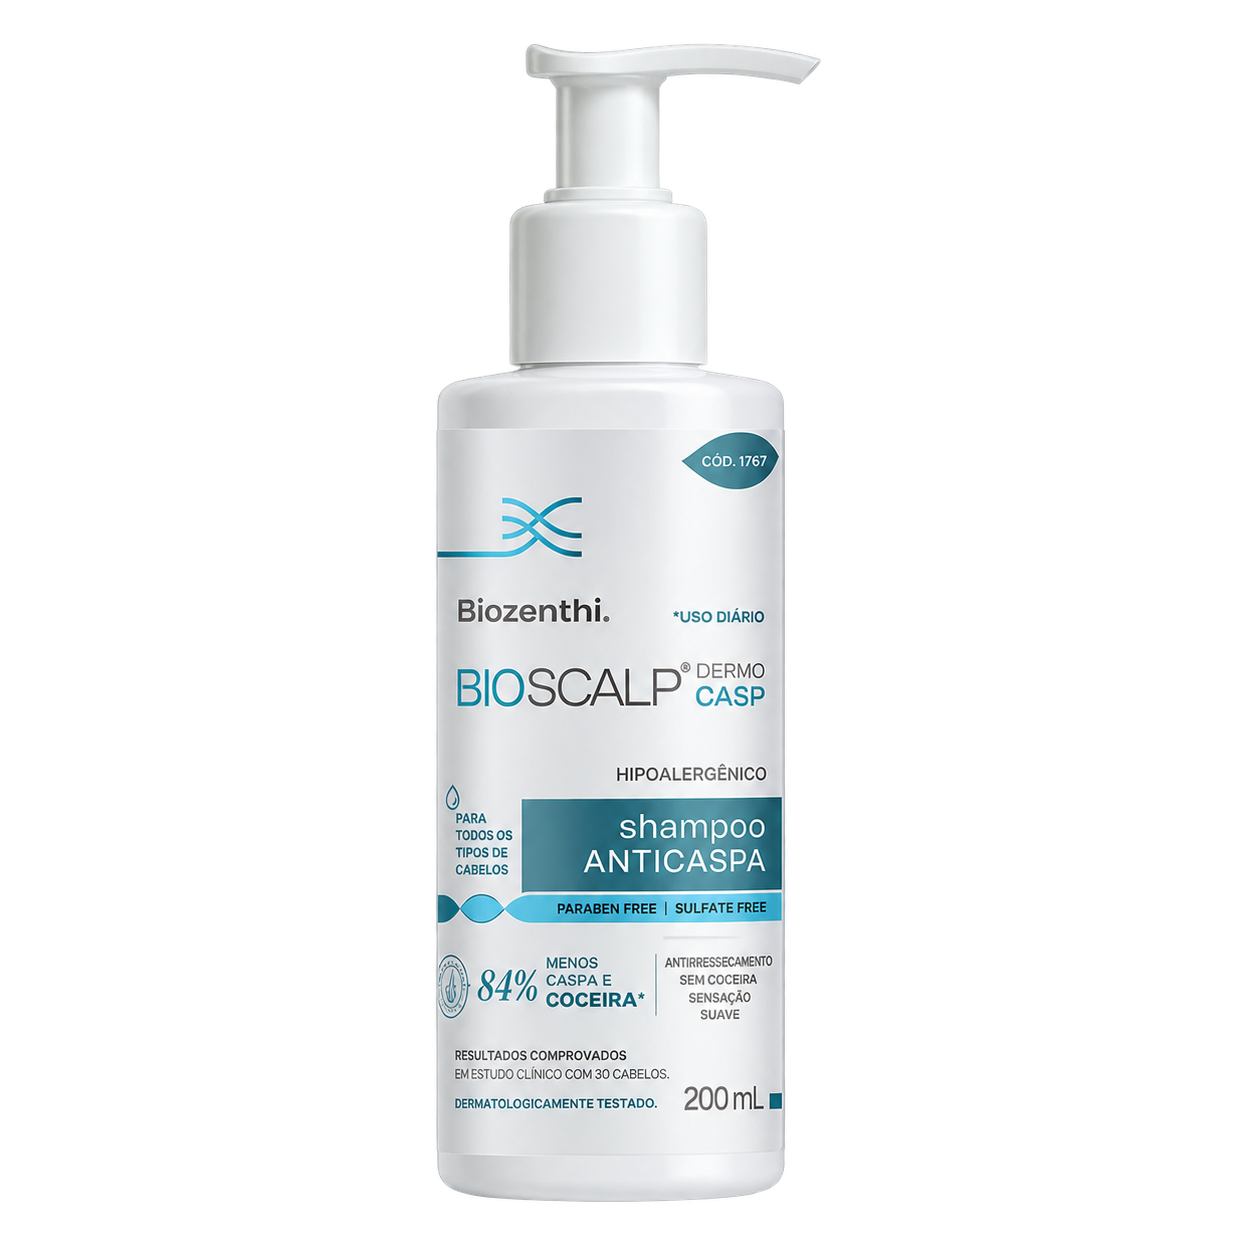 CÓD. 1767
Biozenthi.
*USO DIÁRIO
BIOSCALP® DERMO
CASP
HIPOALERGÊNICO
PARA
TODOS OS
TIPOS DE
CABELOS
shampoo
ANTICASPA
PARABEN FREE | SULFATE FREE
84% MENOS
CASPA E
COCEIRA*
ANTIRRESSECAMENTO
SEM COCEIRA
SENSAÇÃO
SUAVE
RESULTADOS COMPROVADOS
EM ESTUDO CLÍNICO COM 30 CABELOS.
DERMATOLOGICAMENTE TESTADO.
200 mL